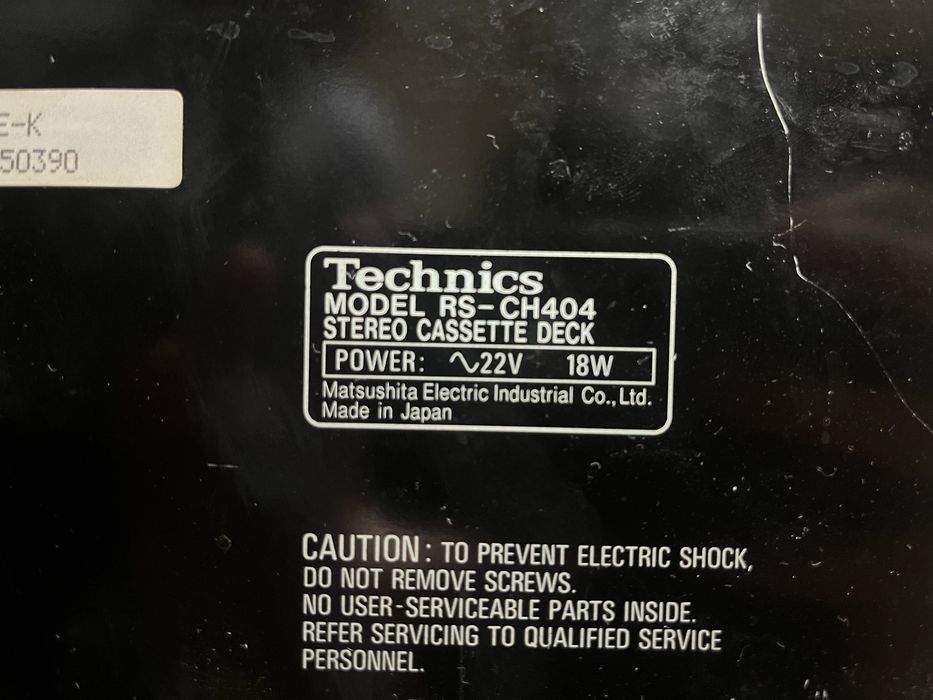 E-K
50390
Technics
MODEL RS-CH404
STEREO CASSETTE DECK
POWER: ∿22V 18W
Matsushita Electric Industrial Co., Ltd.
Made in Japan
CAUTION: TO PREVENT ELECTRIC SHOCK,
DO NOT REMOVE SCREWS.
NO USER-SERVICEABLE PARTS INSIDE.
REFER SERVICING TO QUALIFIED SERVICE
PERSONNEL.